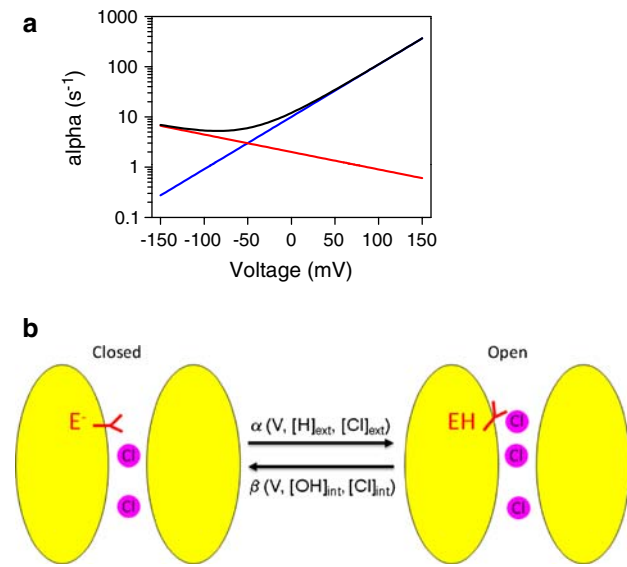 a
alpha (s⁻¹)
1000
100
10
1
0.1
-150 -100 -50 0 50 100 150
Voltage (mV)
b
Closed
Open
E⁻
Cl
Cl
α (V, [H]ext, [Cl]ext)
β (V, [OH]int, [Cl]int)
EH
Cl
Cl
Cl